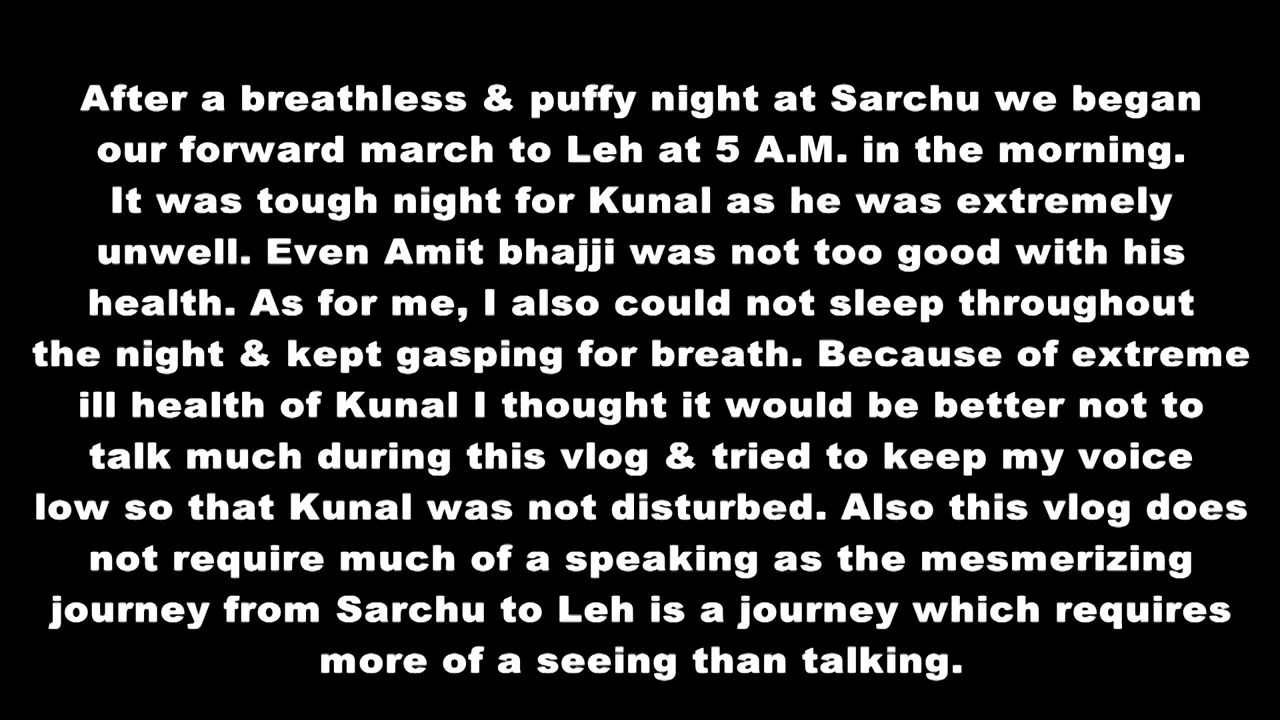 After a breathless & puffy night at Sarchu we began
our forward march to Leh at 5 A.M. in the morning.
It was tough night for Kunal as he was extremely
unwell. Even Amit bhajji was not too good with his
health. As for me, I also could not sleep throughout
the night & kept gasping for breath. Because of extreme
ill health of Kunal I thought it would be better not to
talk much during this vlog & tried to keep my voice
low so that Kunal was not disturbed. Also this vlog does
not require much of a speaking as the mesmerizing
journey from Sarchu to Leh is a journey which requires
more of a seeing than talking.